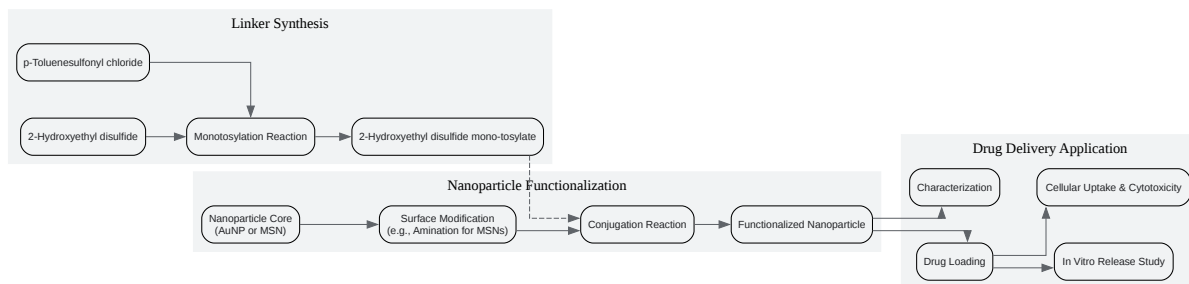 Linker Synthesis
p-Toluenesulfonyl chloride
2-Hydroxyethyl disulfide
Monotosylation Reaction
2-Hydroxyethyl disulfide mono-tosylate
Nanoparticle Functionalization
Nanoparticle Core
(AuNP or MSN)
Surface Modification
(e.g., Amination for MSNs)
Conjugation Reaction
Functionalized Nanoparticle
Drug Delivery Application
Characterization
Cellular Uptake & Cytotoxicity
Drug Loading
In Vitro Release Study